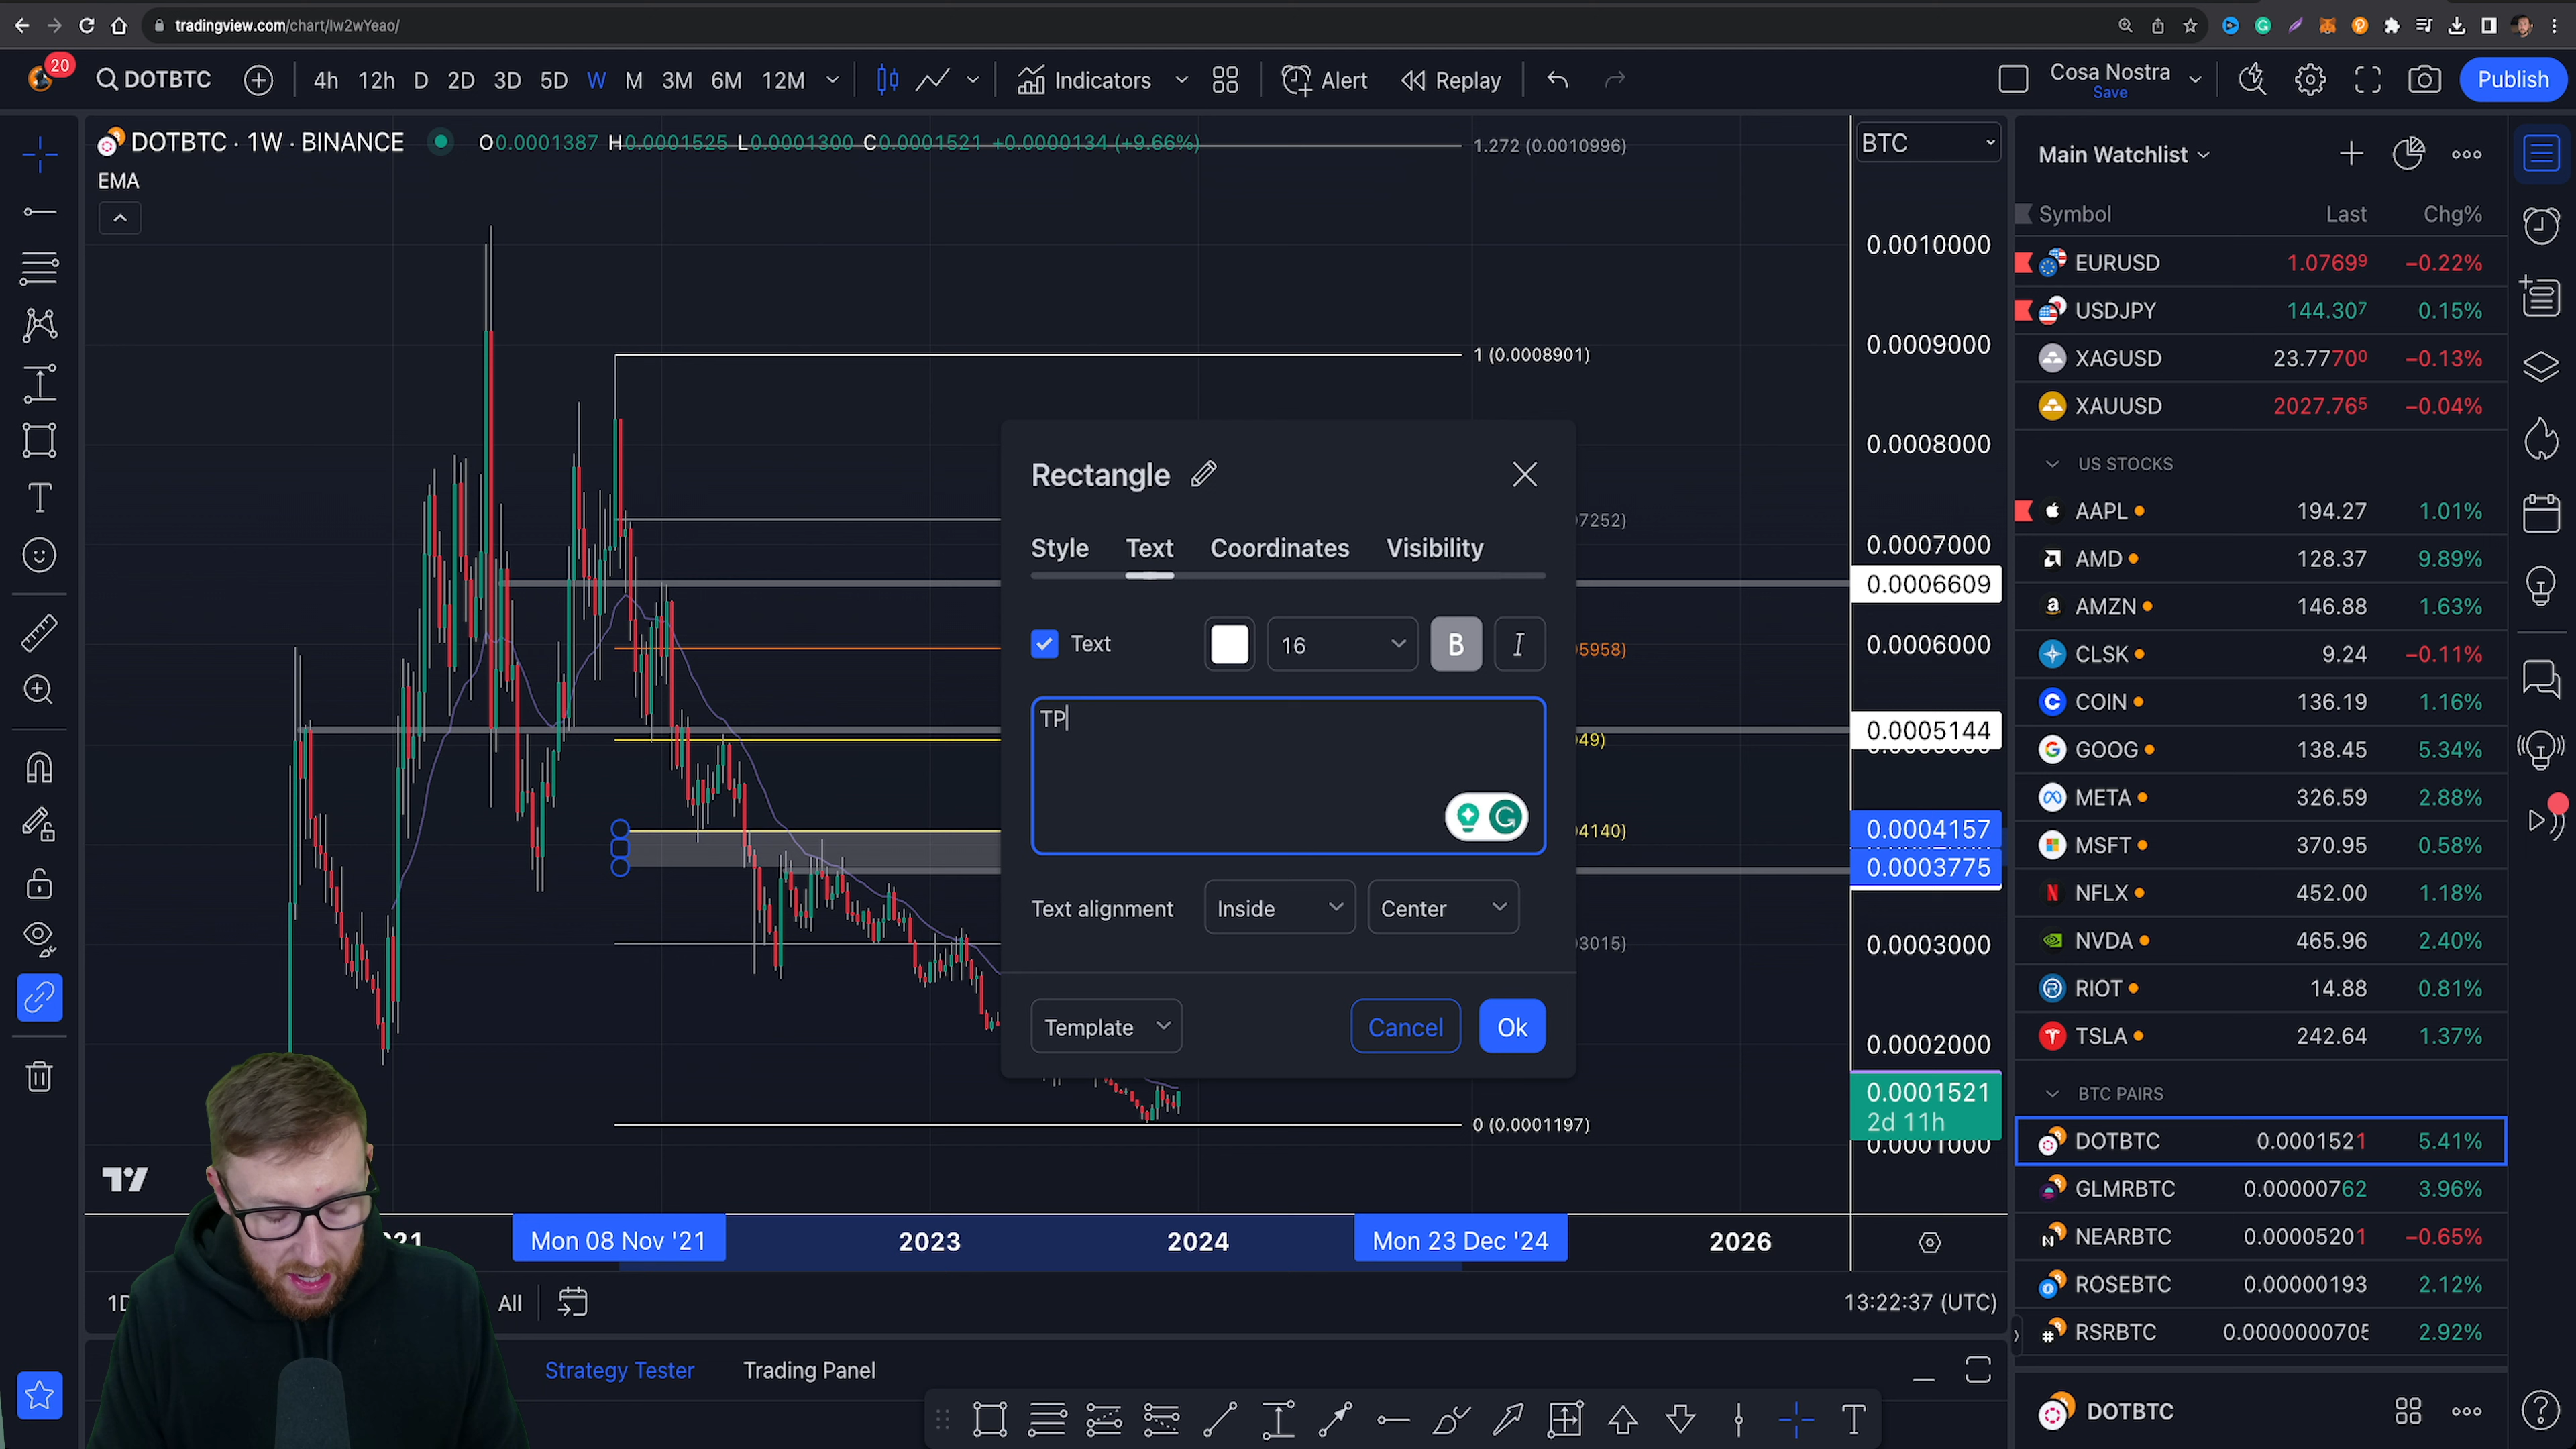 tradingview.com/chart/Iw2wYeao/
20
DOTBTC
4h 12h D 2D 3D 5D W M 3M 6M 12M
Indicators
Alert
Replay
Cosa Nostra
Save
Publish
DOTBTC · 1W · BINANCE
O0.0001387 H0.0001525 L0.0001300 C0.0001521 +0.0000134 (+9.66%)
EMA
1.272 (0.0010996)
1 (0.0008901)
7252)
5958)
49)
4140)
3015)
0 (0.0001197)
BTC
0.0010000
0.0009000
0.0008000
0.0007000
0.0006609
0.0006000
0.0005144
0.0004157
0.0003775
0.0003000
0.0002000
0.0001521
2d 11h
0.0001000
Rectangle
Style Text Coordinates Visibility
Text
16
B
I
TP
Text alignment
Inside
Center
Template
Cancel
Ok
Mon 08 Nov '21
2023
2024
Mon 23 Dec '24
2026
All
13:22:37 (UTC)
Strategy Tester
Trading Panel
Main Watchlist
Symbol Last Chg%
EURUSD 1.07699 −0.22%
USDJPY 144.307 0.15%
XAGUSD 23.77700 −0.13%
XAUUSD 2027.765 −0.04%
US STOCKS
AAPL 194.27 1.01%
AMD 128.37 9.89%
AMZN 146.88 1.63%
CLSK 9.24 −0.11%
COIN 136.19 1.16%
GOOG 138.45 5.34%
META 326.59 2.88%
MSFT 370.95 0.58%
NFLX 452.00 1.18%
NVDA 465.96 2.40%
RIOT 14.88 0.81%
TSLA 242.64 1.37%
BTC PAIRS
DOTBTC 0.0001521 5.41%
GLMRBTC 0.00000762 3.96%
NEARBTC 0.00005201 −0.65%
ROSEBTC 0.00000193 2.12%
RSRBTC 0.0000000705 2.92%
DOTBTC